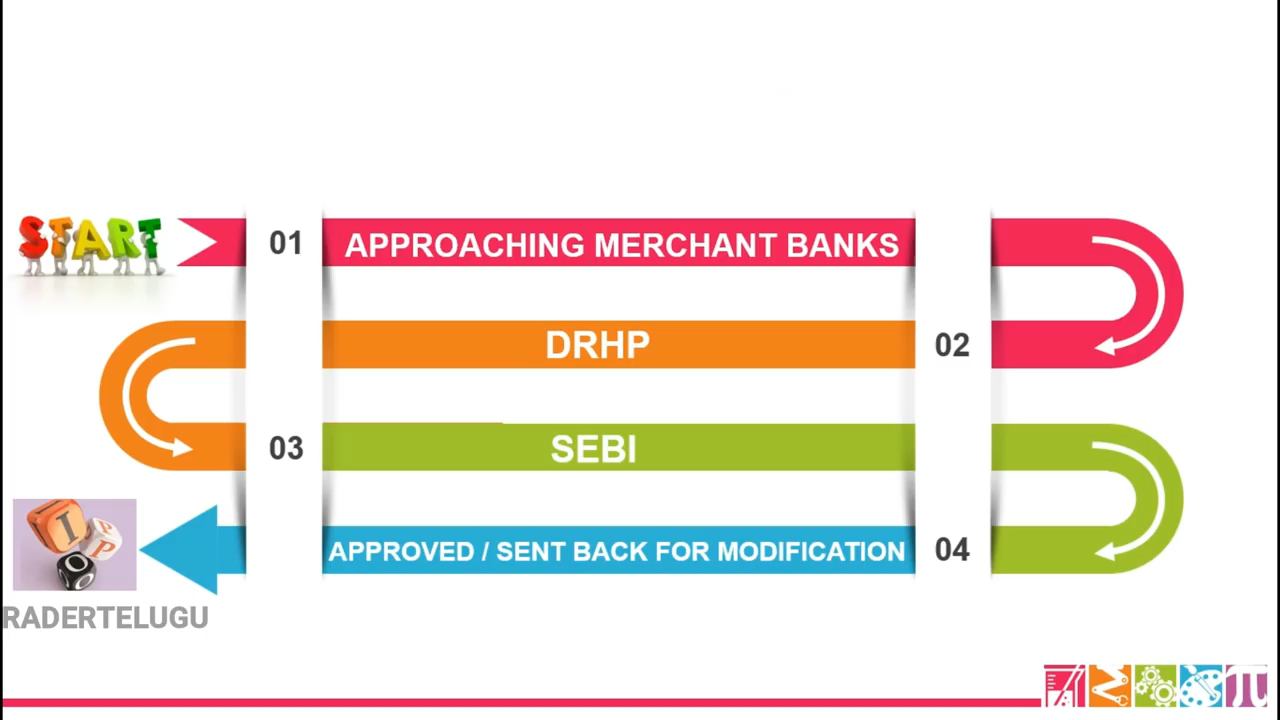 START
01
APPROACHING MERCHANT BANKS
DRHP
02
03
SEBI
APPROVED / SENT BACK FOR MODIFICATION
04
I
P
O
RADERTELUGU
π